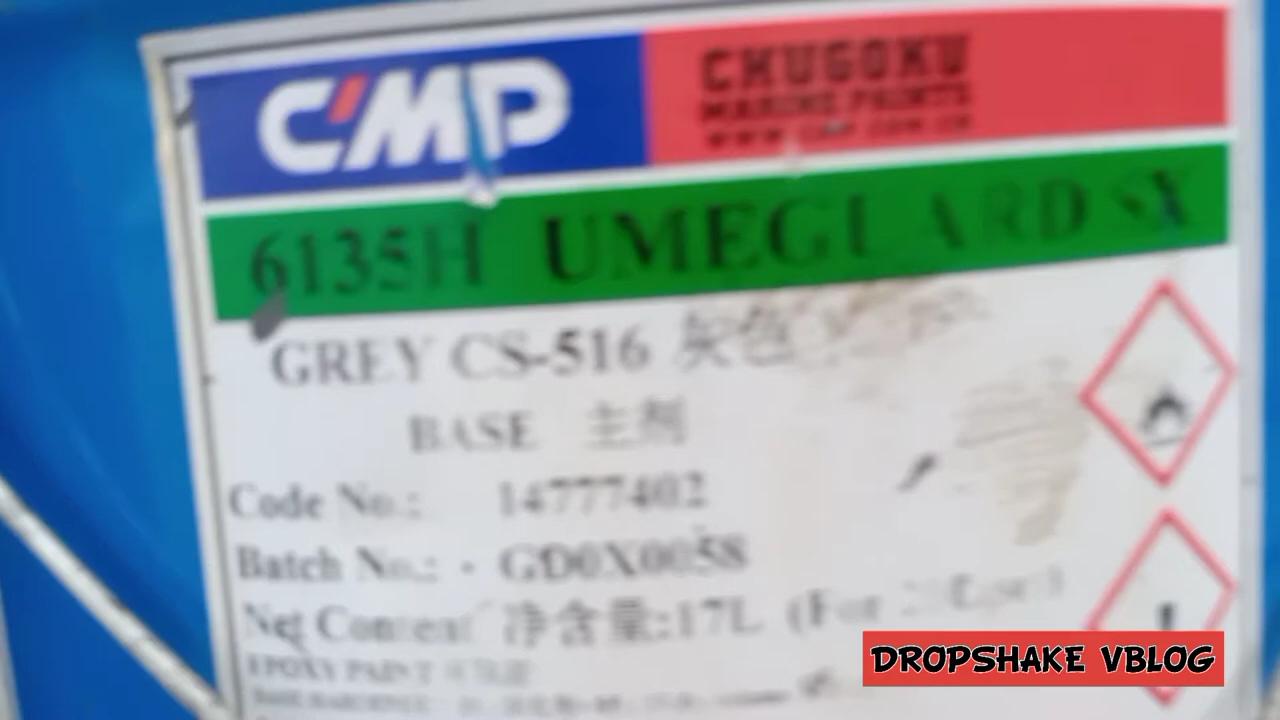 CMP
CHUGOKU
MARINE PAINTS
6135H UMEGUARD SX
GREY CS-516 灰色
BASE 主剂
Code No.: 14777402
Batch No.: GD0X0058
Net Content 净含量:17L (For
EPOXY PAINT
DROPSHAKE VBLOG